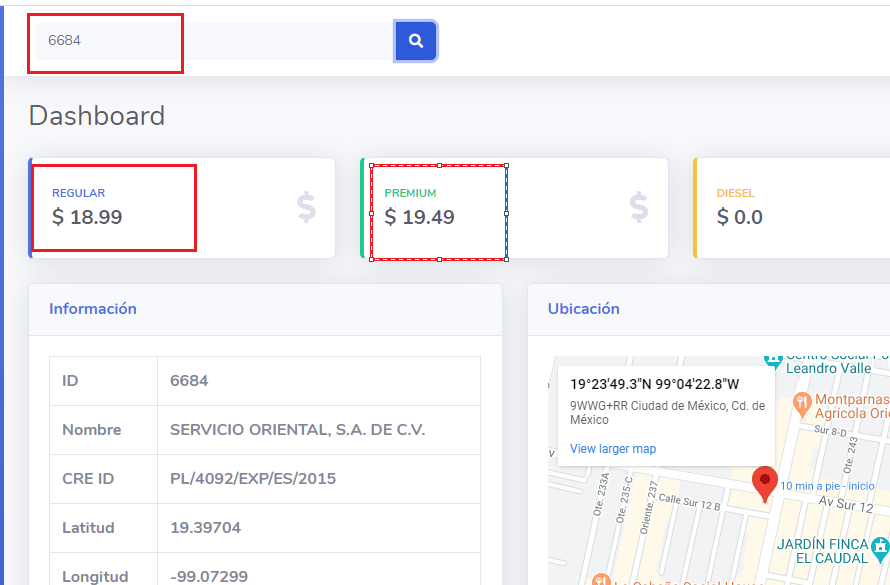 6684
Dashboard
REGULAR
$ 18.99
$
PREMIUM
$ 19.49
$
DIESEL
$ 0.0
Información
ID 6684
Nombre SERVICIO ORIENTAL, S.A. DE C.V.
CRE ID PL/4092/EXP/ES/2015
Latitud 19.39704
Longitud -99.07299
Ubicación
19°23'49.3"N 99°04'22.8"W
9WWG+RR Ciudad de México, Cd. de
México
View larger map
Centro Social Po
Leandro Valle
Montparnas
Agrícola Orie
Sur 8-D
Ote. 243
Ote. 233A
Ote. 235-C
Oriente. 237
Calle Sur 12 B
10 min a pie - inicio
Av Sur 12
JARDÍN FINCA
EL CAUDAL